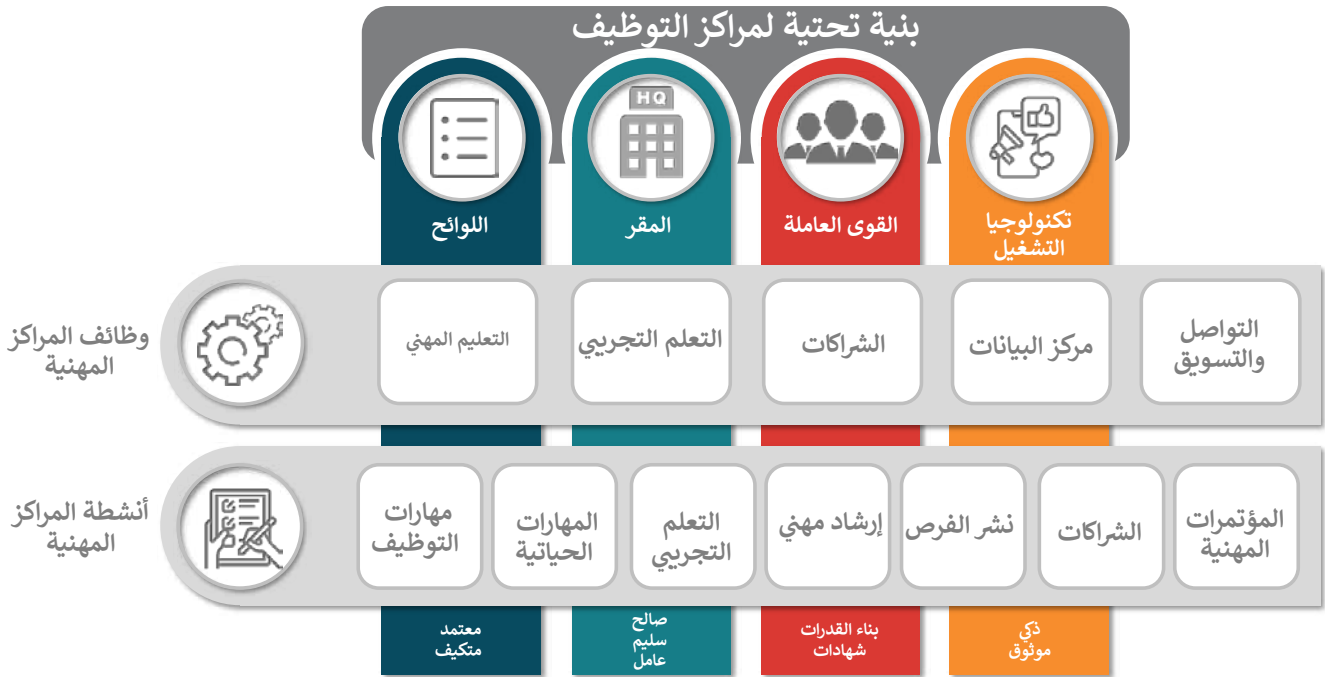 بنية تحتية لمراكز التوظيف
HQ
تكنولوجيا
التشغيل
القوى العاملة
المقر
اللوائح
وظائف المراكز
المهنية
التواصل
والتسويق
مركز البيانات
الشراكات
التعلم التجريبي
التعليم المهني
أنشطة المراكز
المهنية
المؤتمرات
المهنية
الشراكات
نشر الفرص
إرشاد مهني
التعلم
التجريبي
المهارات
الحياتية
مهارات
التوظيف
ذكي
موثوق
بناء القدرات
شهادات
صالح
سليم
عامل
معتمد
متكيف